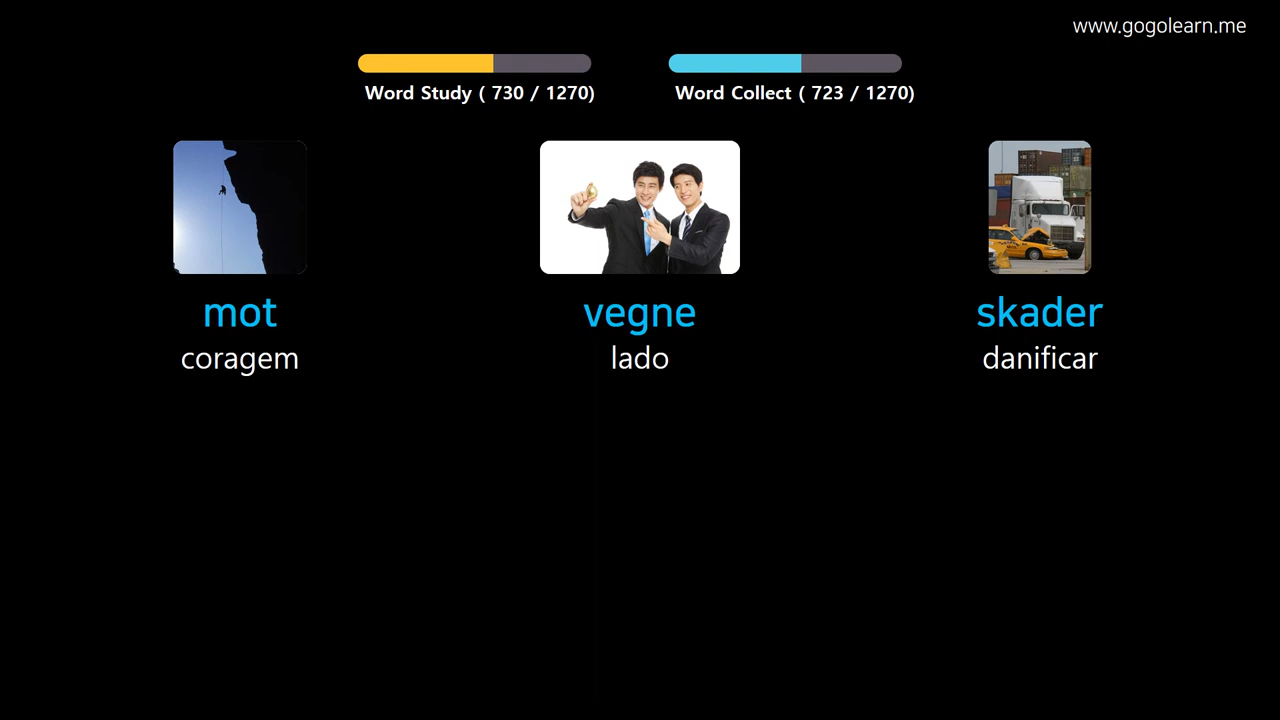 www.gogolearn.me
Word Study ( 730 / 1270)
Word Collect ( 723 / 1270)
mot
coragem
vegne
lado
skader
danificar